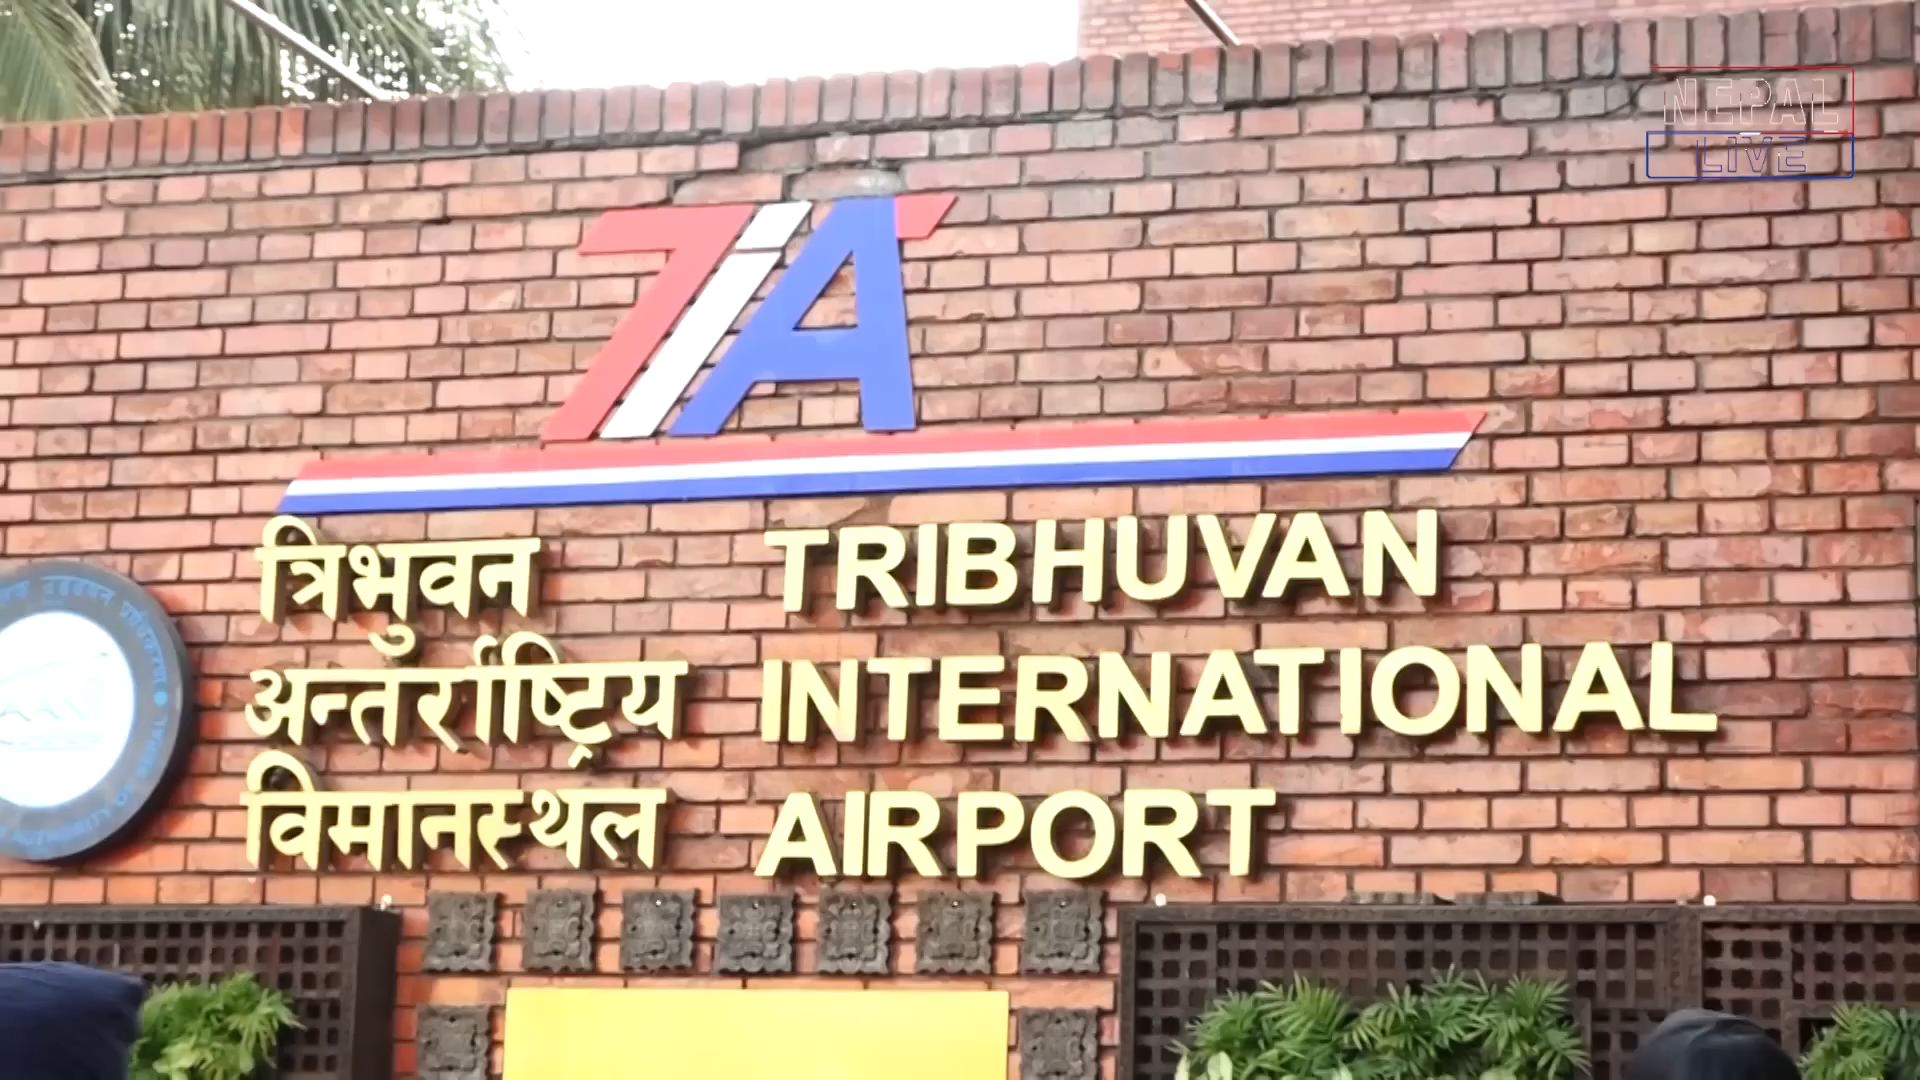 NEPAL
LIVE
TIA
त्रिभुवन
अन्तर्राष्ट्रिय
विमानस्थल
TRIBHUVAN
INTERNATIONAL
AIRPORT